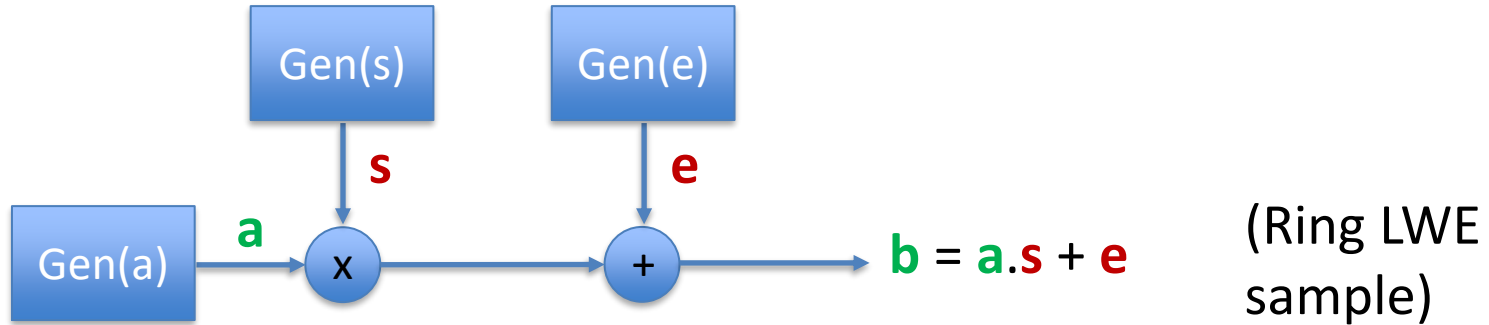 Gen(s)
Gen(e)
s
e
Gen(a)
a
x
+
b = a.s + e
(Ring LWE
sample)